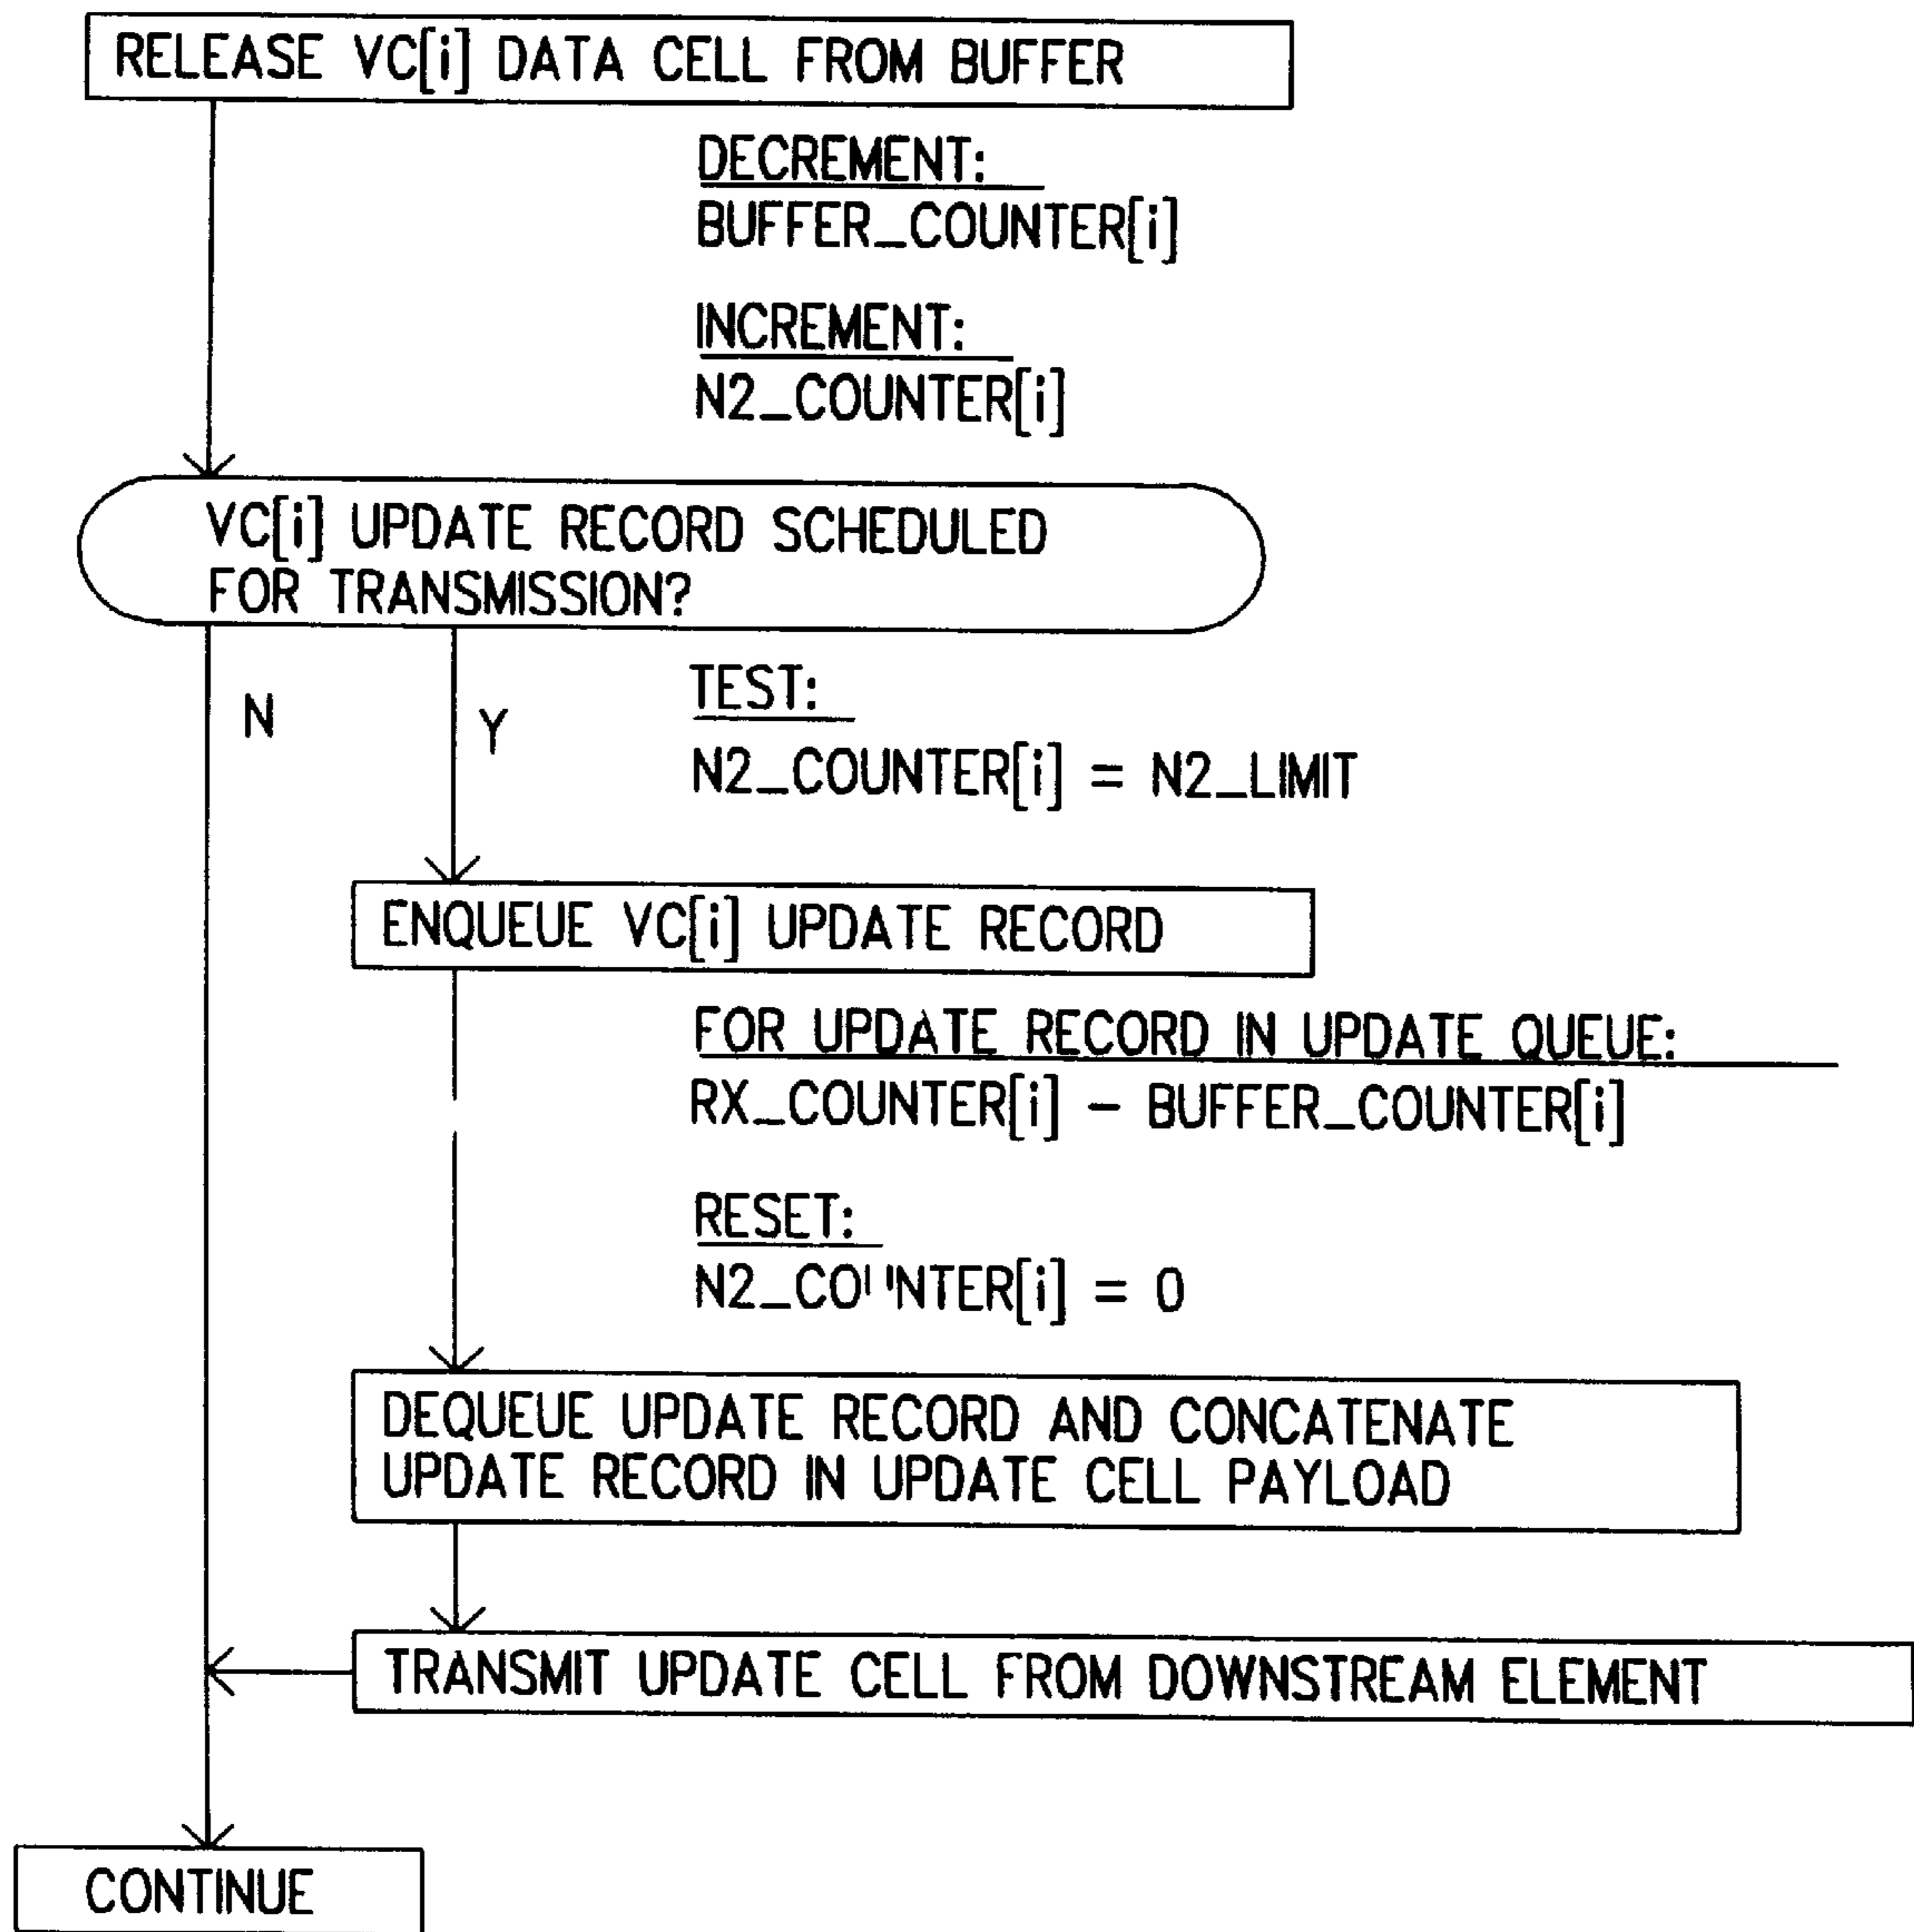 RELEASE VC[i] DATA CELL FROM BUFFER
DECREMENT:
BUFFER_COUNTER[i]
INCREMENT:
N2_COUNTER[i]
VC[i] UPDATE RECORD SCHEDULED
FOR TRANSMISSION?
N
Y
TEST:
N2_COUNTER[i] = N2_LIMIT
ENQUEUE VC[i] UPDATE RECORD
FOR UPDATE RECORD IN UPDATE QUEUE:
RX_COUNTER[i] – BUFFER_COUNTER[i]
RESET:
N2_COUNTER[i] = 0
DEQUEUE UPDATE RECORD AND CONCATENATE
UPDATE RECORD IN UPDATE CELL PAYLOAD
TRANSMIT UPDATE CELL FROM DOWNSTREAM ELEMENT
CONTINUE